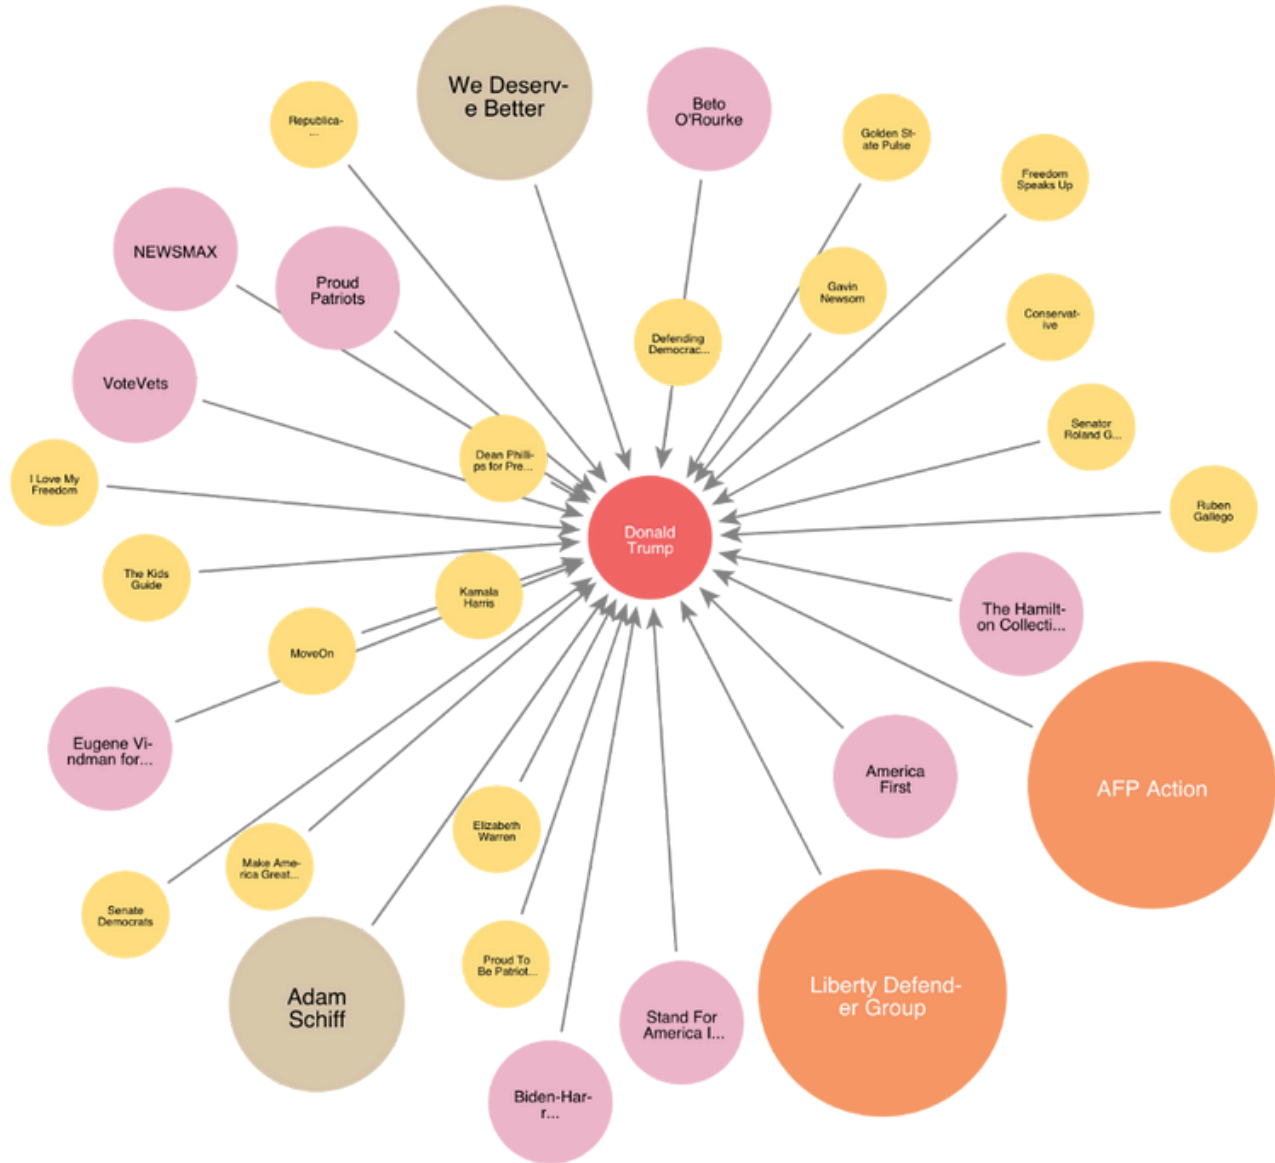 We Deserv-
e Better
Beto
O'Rourke
Republica-
...
Golden St-
ate Pulse
Freedom
Speaks Up
NEWSMAX
Proud
Patriots
Gavin
Newsom
Conservat-
ive
Defending
Democrac...
VoteVets
Senator
Roland G...
Dean Philli-
ps for Pre...
I Love My
Freedom
Ruben
Gallego
Donald
Trump
The Kids
Guide
Kamala
Harris
The Hamilt-
on Collecti...
MoveOn
Eugene Vi-
ndman for...
America
First
AFP Action
Elizabeth
Warren
Make Ame-
rica Great...
Senate
Democrats
Proud To
Be Patriot...
Adam
Schiff
Liberty Defend-
er Group
Stand For
America I...
Biden-Har-
r...